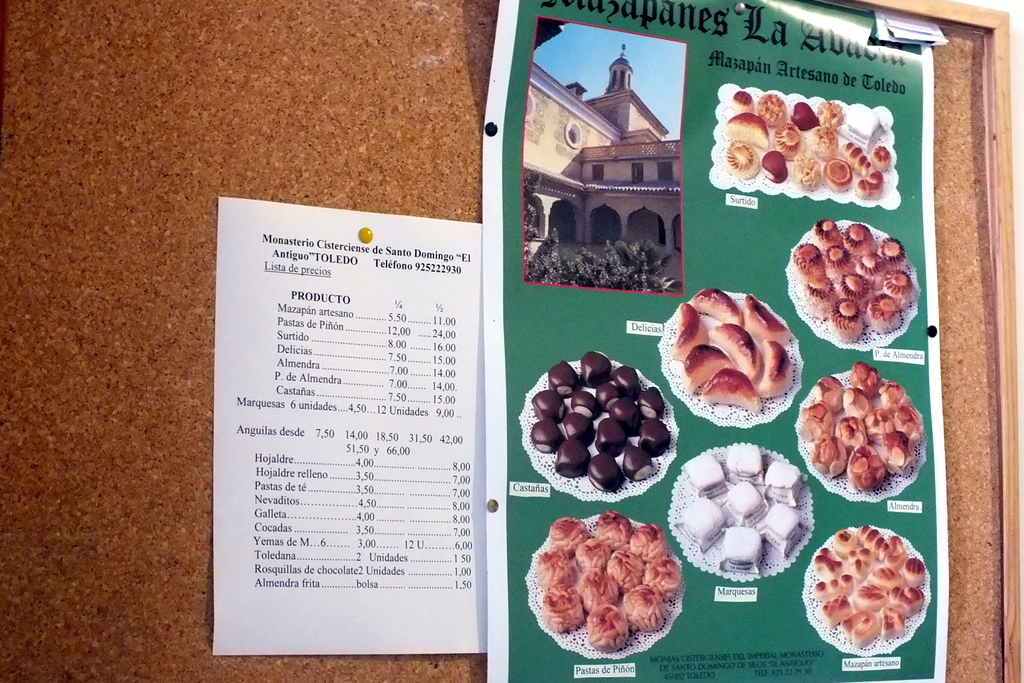 Monasterio Cisterciense de Santo Domingo "El
Antiguo"TOLEDO Teléfono 925222930
Lista de precios
PRODUCTO ¼ ½
Mazapán artesano...........5.50.......11.00
Pastas de Piñón..............12,00.......24,00
Surtido.............................8.00........16.00
Delicias............................7.50........15.00
Almendra.........................7.00........14.00
P. de Almendra................7.00........14,00.
Castañas..........................7.50........15.00
Marquesas 6 unidades....4,50...12 Unidades 9,00 ..
Anguilas desde 7,50 14,00 18,50 31,50 42,00
51,50 y 66,00
Hojaldre..................4,00..........................8,00
Hojaldre relleno......3,50..........................7,00
Pastas de té.............3,50..........................7,00
Nevaditos................4,50..........................8,00
Galleta....................4,00..........................8,00
Cocadas..................3,50..........................7,00
Yemas de M...6....... 3,00....... 12 U.......6,00
Toledana..................2 Unidades..............1 50
Rosquillas de chocolate2 Unidades..............1,00
Almendra frita..........bolsa.........................1,50
Mazapanes La Abadía
Mazapán Artesano de Toledo
Surtido
P. de Almendra
Delicias
Castañas
Almendra
Marquesas
Pastas de Piñón
Mazapán artesano
MONJAS CISTERCIENSES DEL IMPERIAL MONASTERIO
DE SANTO DOMINGO DE SILOS "EL ANTIGUO"
45002 TOLEDO TELF. 925 22 29 30